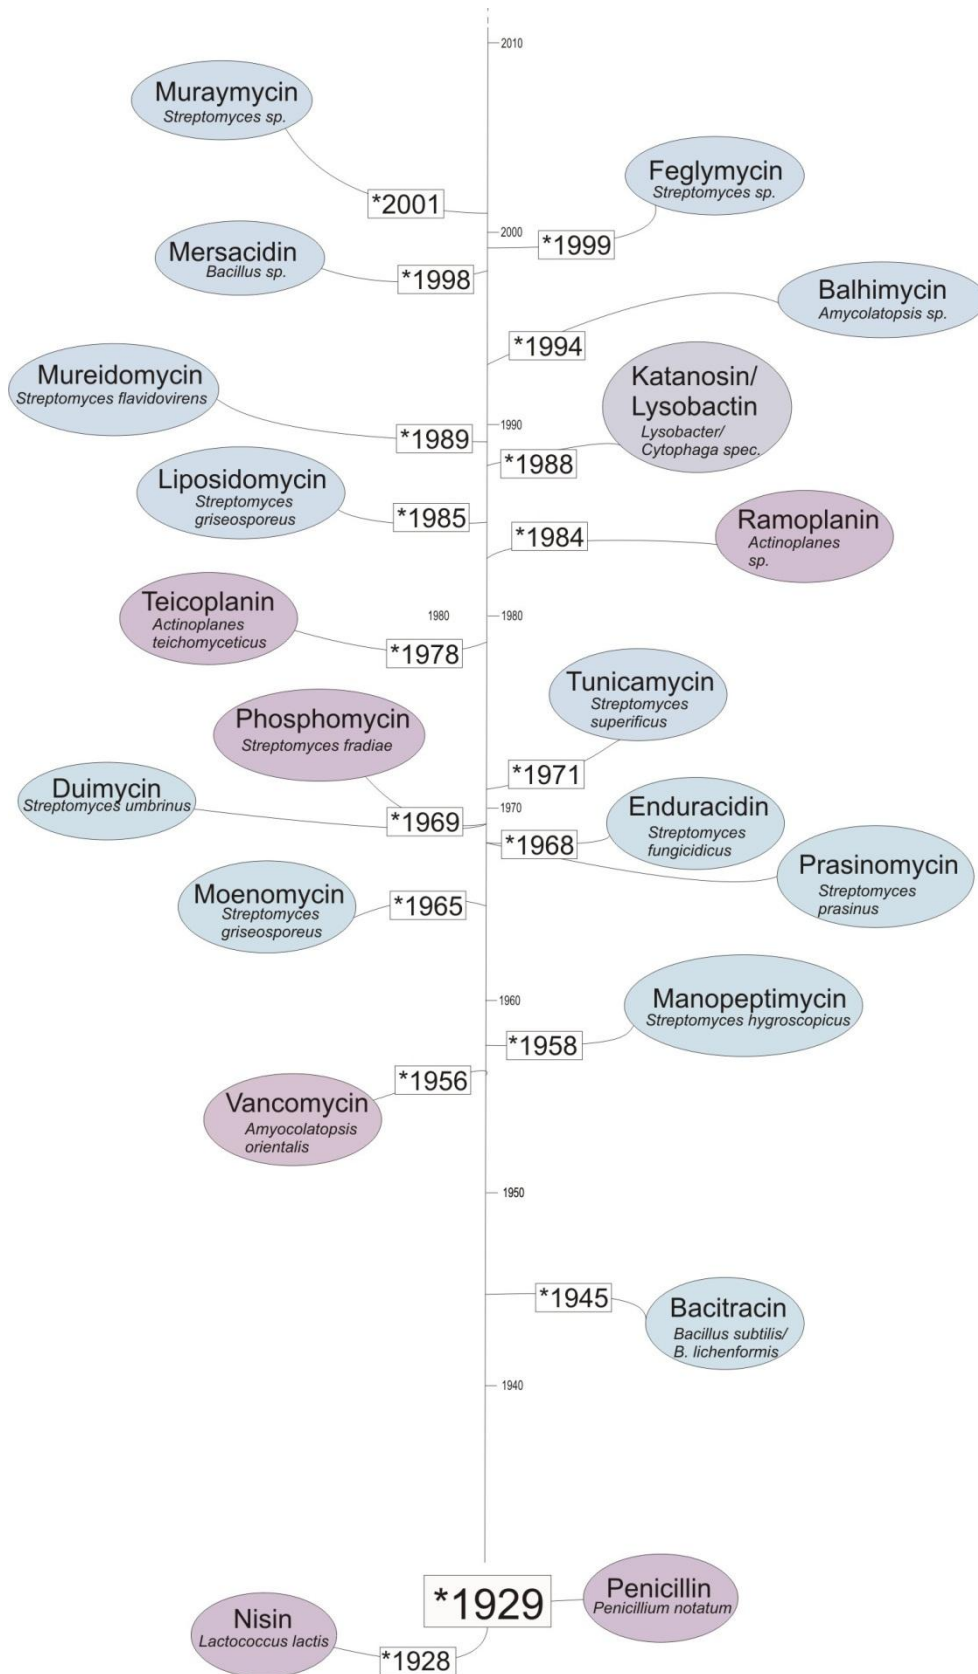 2010
Muraymycin
Streptomyces sp.
*2001
Feglymycin
Streptomyces sp.
2000
*1999
Mersacidin
Bacillus sp.
*1998
Balhimycin
Amycolatopsis sp.
*1994
Mureidomycin
Streptomyces flavidovirens
*1989
Katanosin/
Lysobactin
Lysobacter/
Cytophaga spec.
1990
*1988
Liposidomycin
Streptomyces
griseosporeus
*1985
*1984
Ramoplanin
Actinoplanes
sp.
Teicoplanin
Actinoplanes
teichomyceticus
1980
1980
*1978
Tunicamycin
Streptomyces
superificus
*1971
Phosphomycin
Streptomyces fradiae
Duimycin
Streptomyces umbrinus
*1969
1970
*1968
Enduracidin
Streptomyces
fungicidicus
Prasinomycin
Streptomyces
prasinus
Moenomycin
Streptomyces
griseosporeus
*1965
1960
Manopeptimycin
Streptomyces hygroscopicus
*1958
*1956
Vancomycin
Amyocolatopsis
orientalis
1950
*1945
Bacitracin
Bacillus subtilis/
B. lichenformis
1940
*1929
Penicillin
Penicillium notatum
Nisin
Lactococcus lactis
*1928